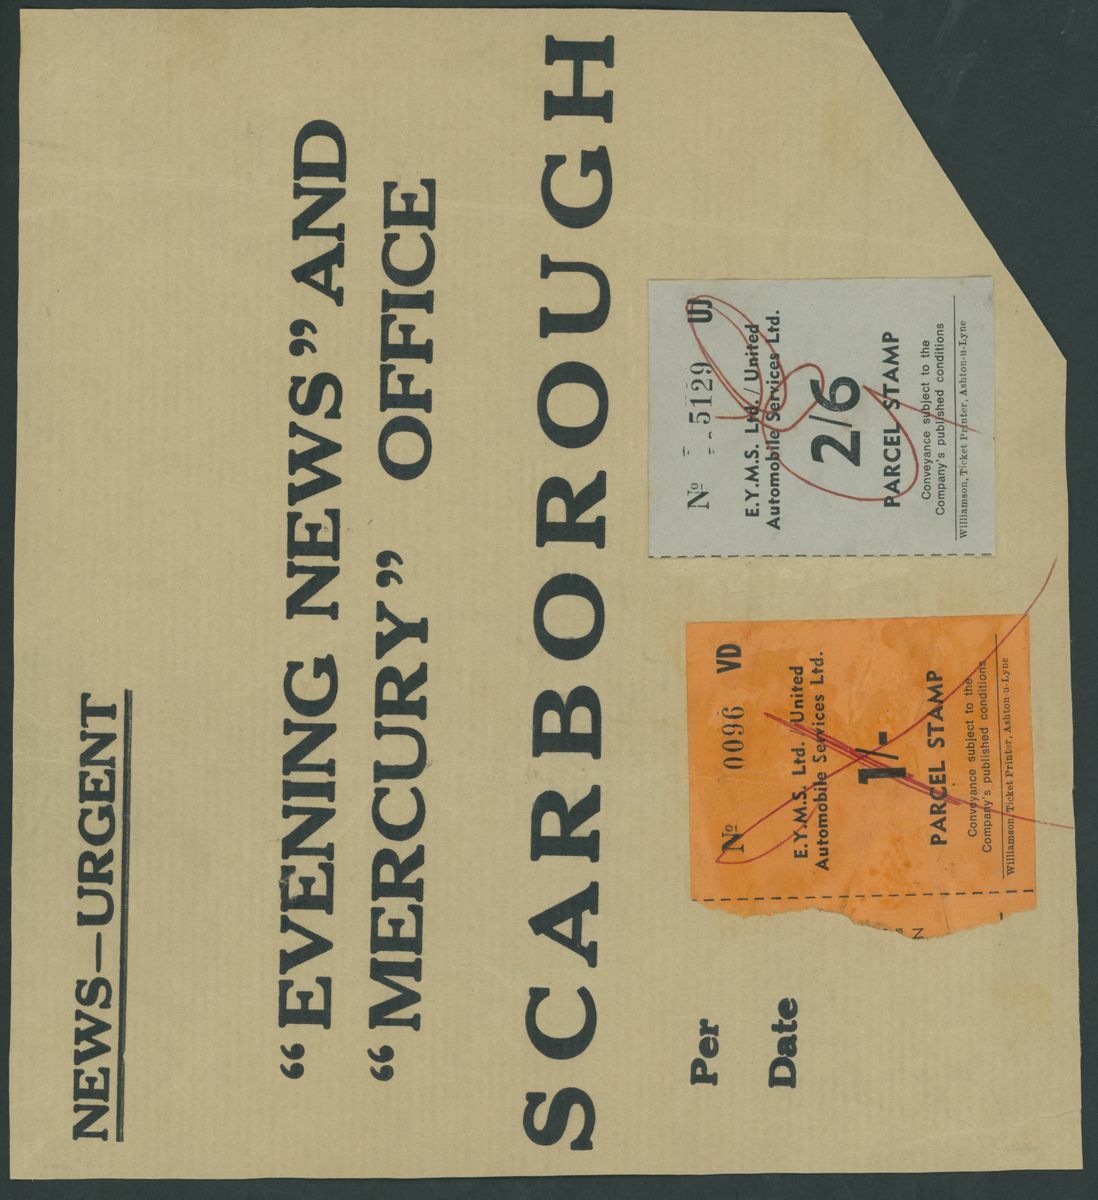 NEWS—URGENT
“EVENING NEWS” AND
“MERCURY” OFFICE
SCARBOROUGH
Per
Date
Nº 0096 VD
E.Y.M.S. Ltd. / United
Automobile Services Ltd.
1/-
PARCEL STAMP
Conveyance subject to the
Company's published conditions
Williamson, Ticket Printer, Ashton-u-Lyne
Nº 5129 UJ
E.Y.M.S. Ltd. / United
Automobile Services Ltd.
2/6
PARCEL STAMP
Conveyance subject to the
Company's published conditions
Williamson, Ticket Printer, Ashton-u-Lyne